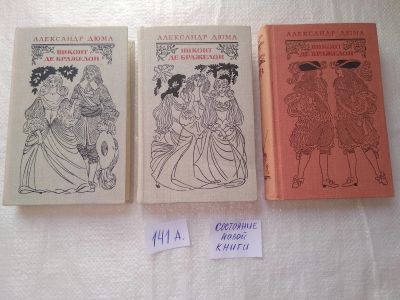 АЛЕКСАНДР ДЮМА
ВИКОНТ
ДЕ БРАЖЕЛОН
АЛЕКСАНДР ДЮМА
ВИКОНТ
ДЕ БРАЖЕЛОН
АЛЕКСАНДР ДЮМА
ВИКОНТ
ДЕ БРАЖЕЛОН
141 А.
СОСТОЯНИЕ
НОВОЙ
КНИГИ